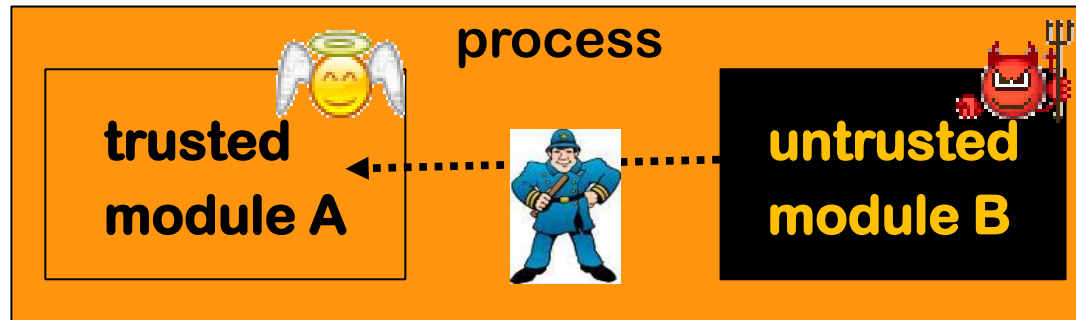 process
trusted
module A
untrusted
module B